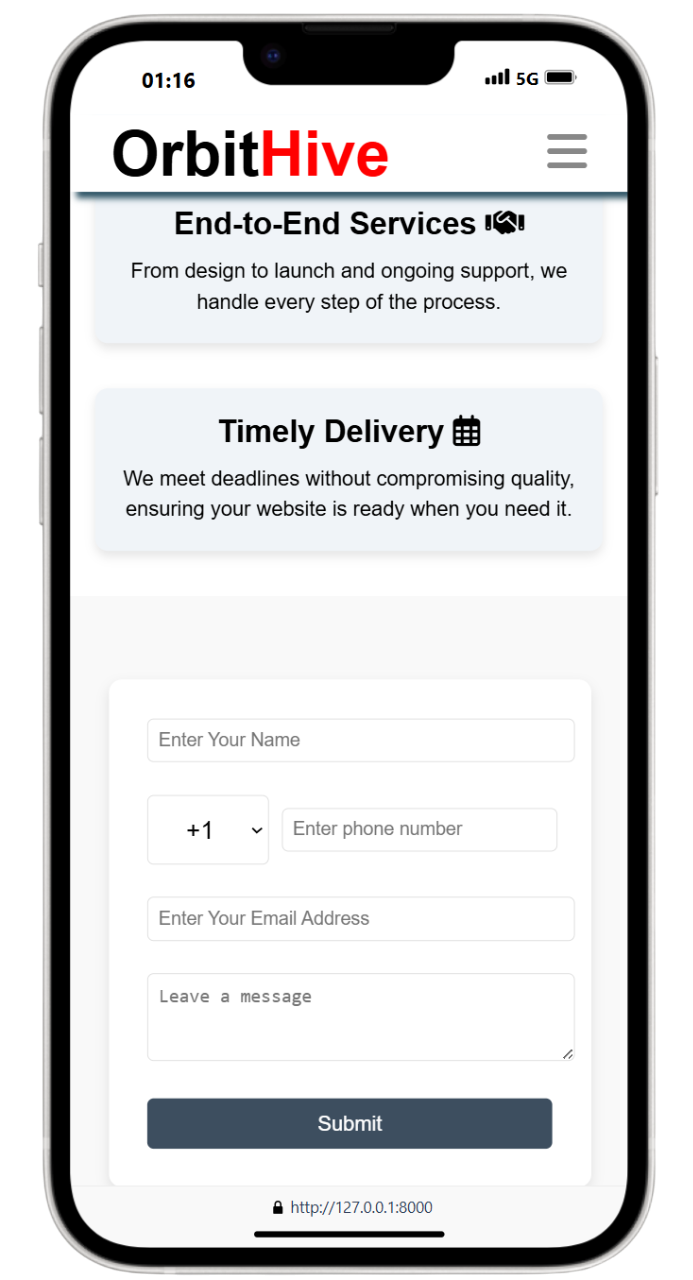 01:16
5G
OrbitHive
End-to-End Services
From design to launch and ongoing support, we
handle every step of the process.
Timely Delivery
We meet deadlines without compromising quality,
ensuring your website is ready when you need it.
Enter Your Name
+1
Enter phone number
Enter Your Email Address
Leave a message
Submit
http://127.0.0.1:8000